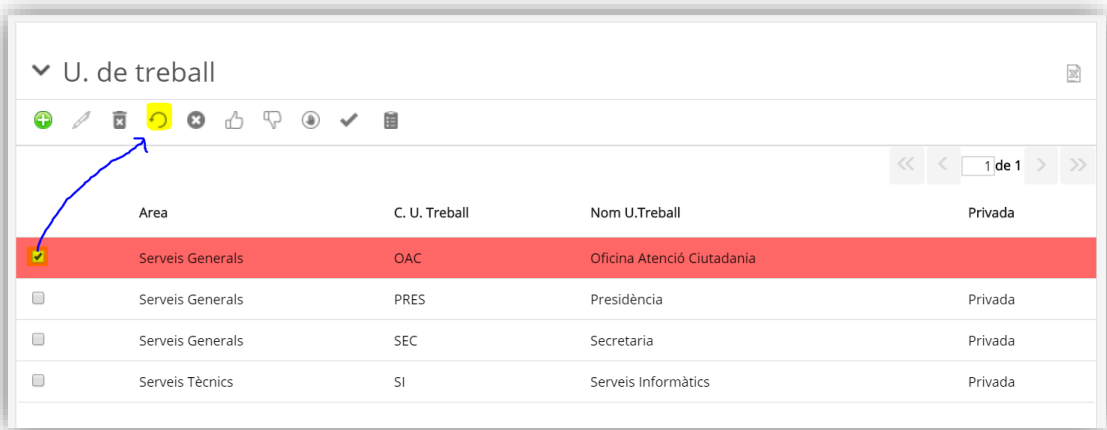 U. de treball
1 de 1
Area C. U. Treball Nom U.Treball Privada
Serveis Generals OAC Oficina Atenció Ciutadania
Serveis Generals PRES Presidència Privada
Serveis Generals SEC Secretaria Privada
Serveis Tècnics SI Serveis Informàtics Privada